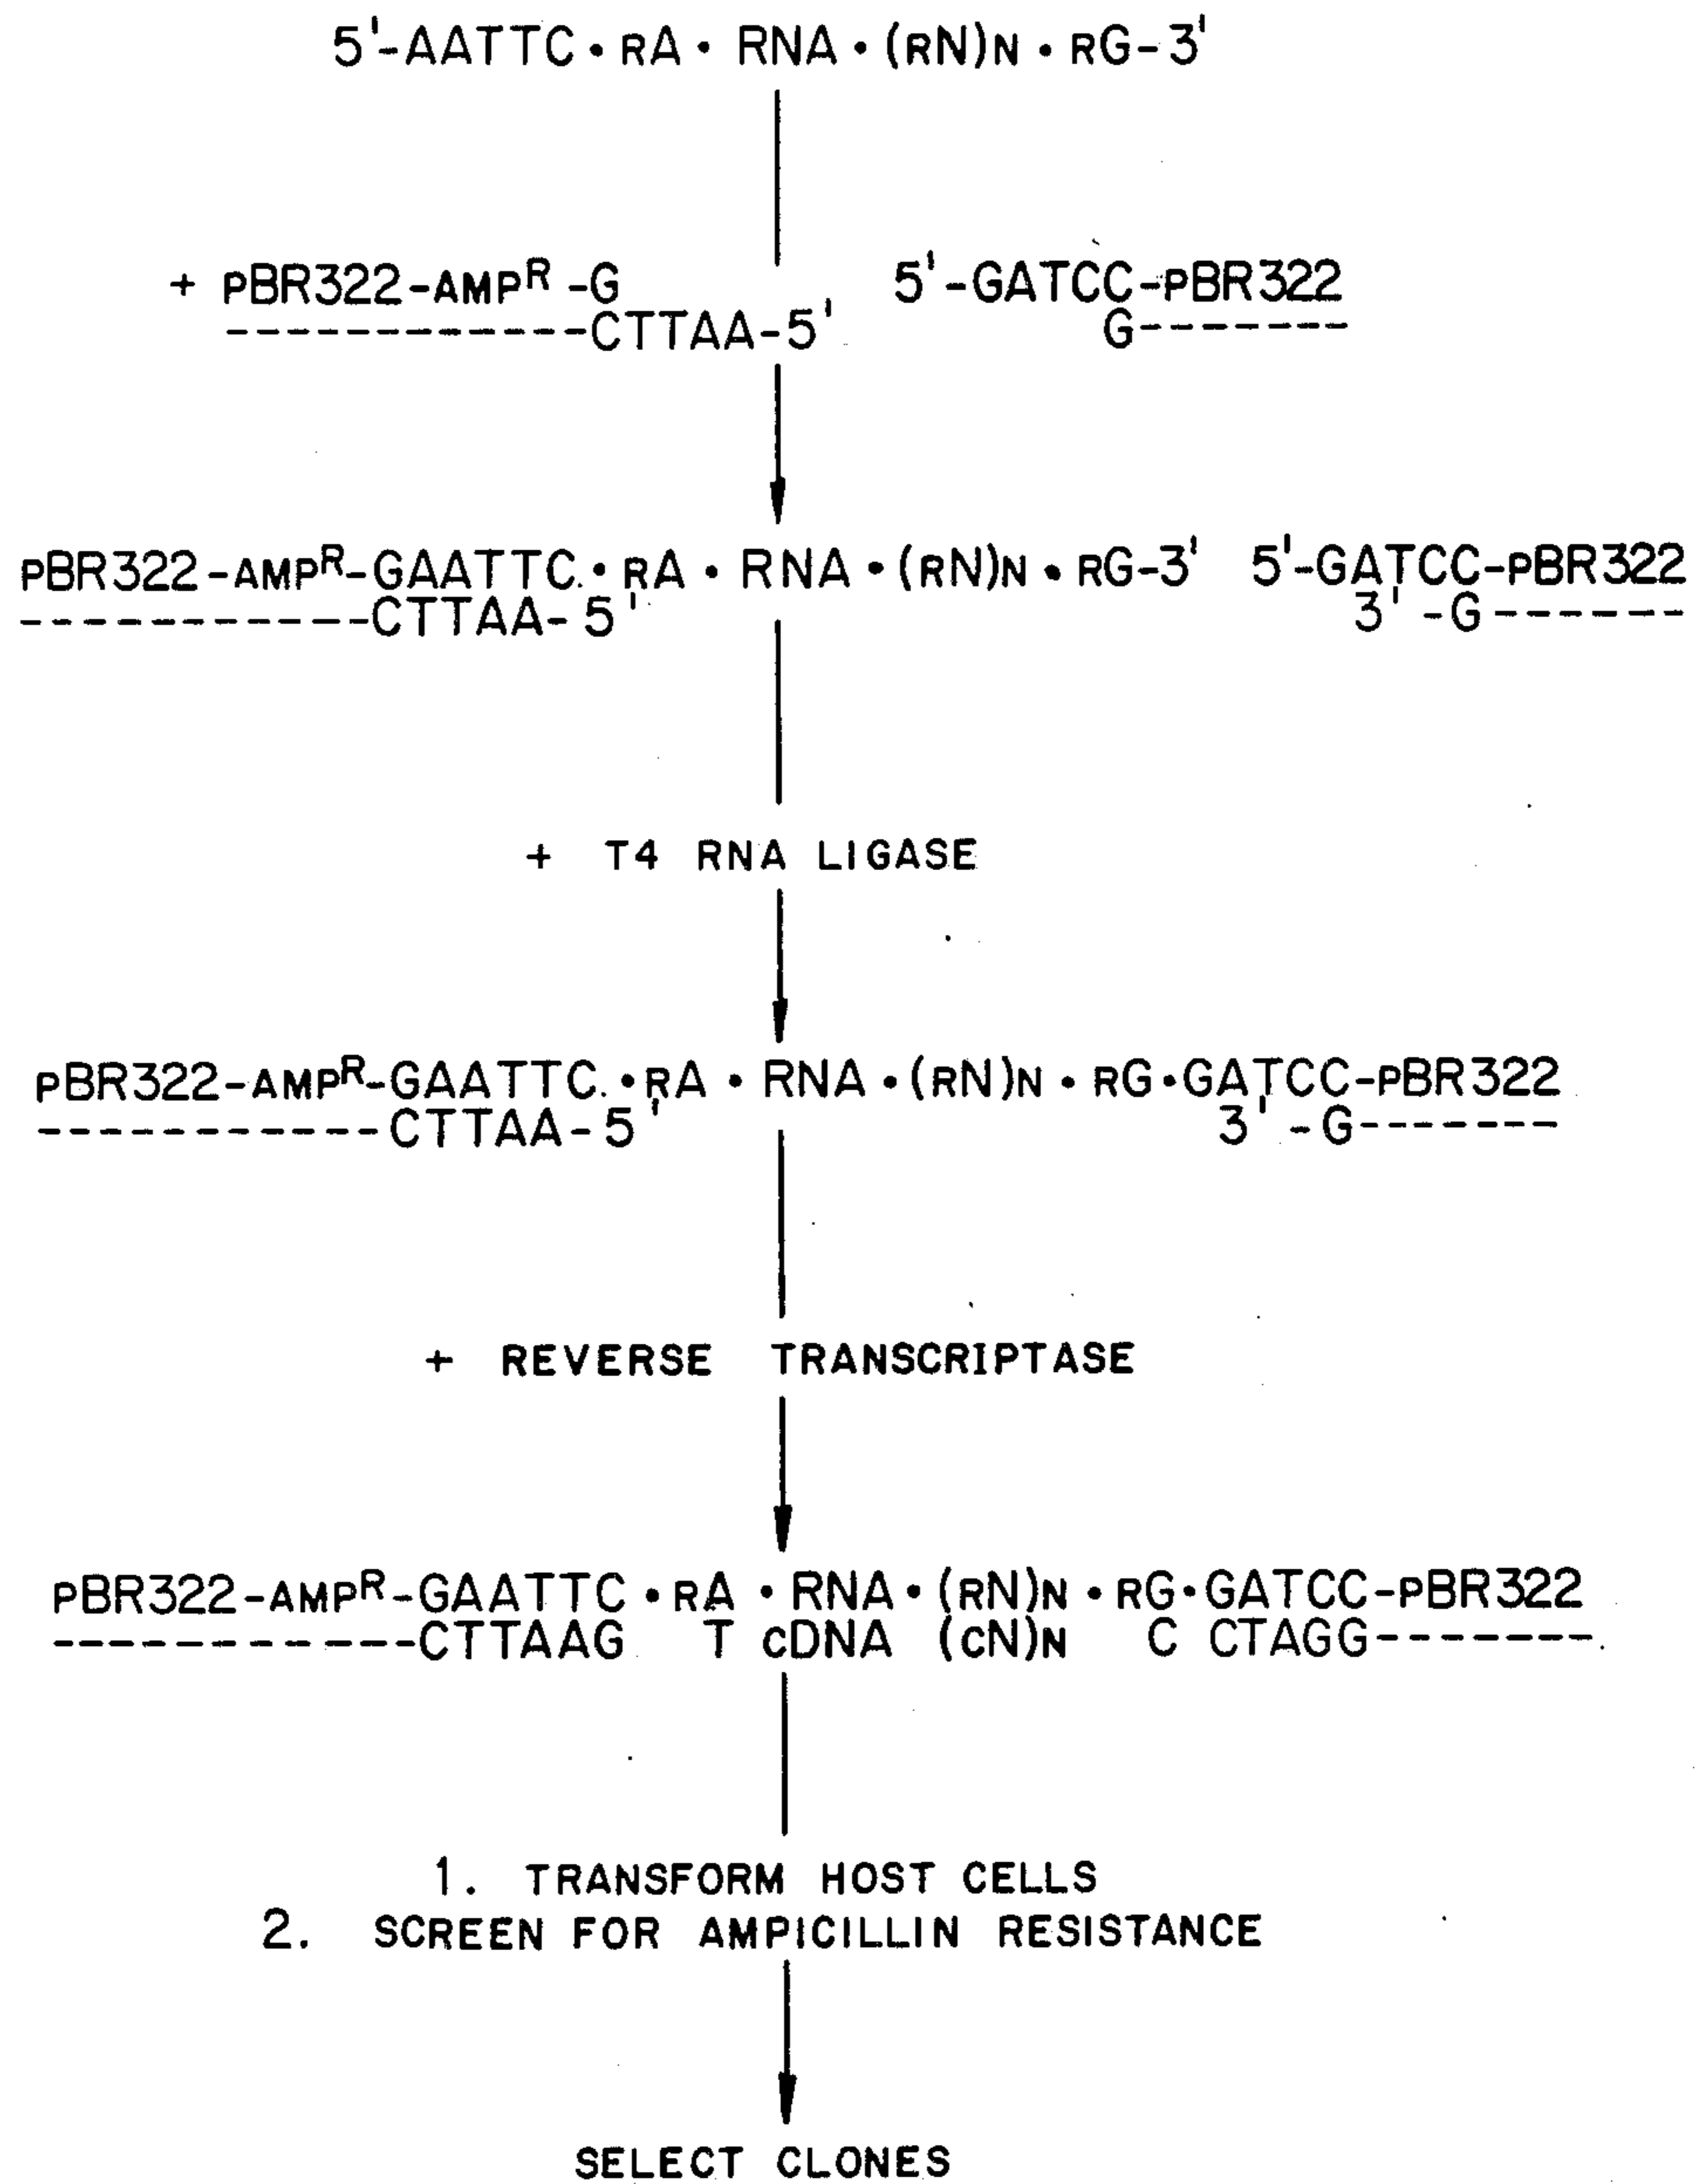 5'-AATTC • RA • RNA • (RN)N • RG-3'
+ PBR322-AMPR -G 5'-GATCC-PBR322
------------CTTAA-5' G-------
PBR322-AMPR-GAATTC • RA • RNA • (RN)N • RG-3' 5'-GATCC-PBR322
-----------CTTAA-5' 3'-G------
+ T4 RNA LIGASE
PBR322-AMPR-GAATTC • RA • RNA • (RN)N • RG•GATCC-PBR322
-----------CTTAA-5' 3'-G-------
+ REVERSE TRANSCRIPTASE
PBR322-AMPR-GAATTC • RA • RNA • (RN)N • RG•GATCC-PBR322
-----------CTTAAG T cDNA (cN)N C CTAGG-------
1. TRANSFORM HOST CELLS
2. SCREEN FOR AMPICILLIN RESISTANCE
SELECT CLONES